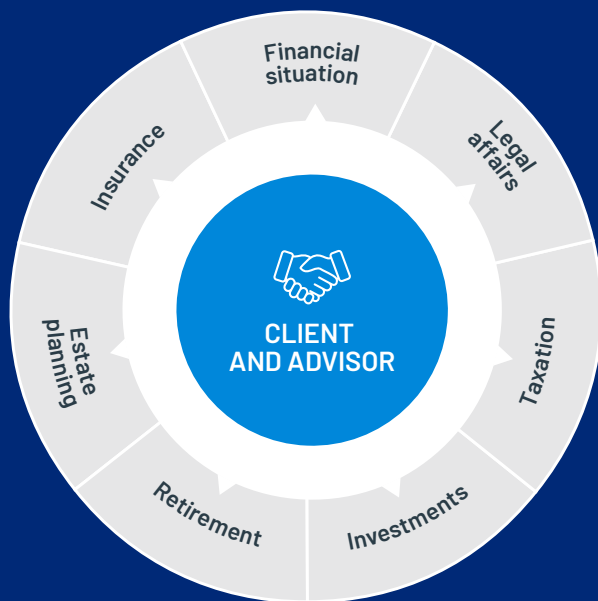 Financial
situation
Legal
affairs
Taxation
Investments
Retirement
Estate
planning
Insurance
CLIENT
AND ADVISOR